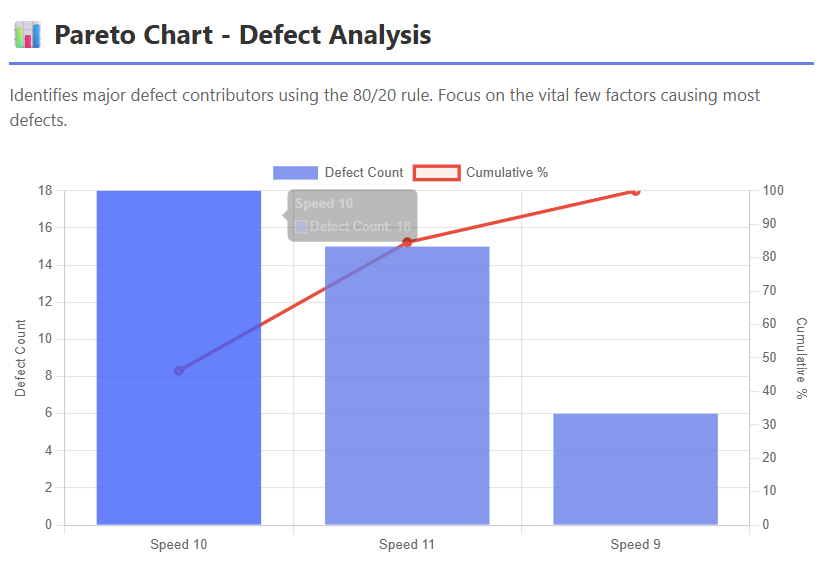 Pareto Chart - Defect Analysis
Identifies major defect contributors using the 80/20 rule. Focus on the vital few factors causing most
defects.
Defect Count
Cumulative %
18
16
14
12
10
8
6
4
2
0
Defect Count
Speed 10
Defect Count: 18
100
90
80
70
60
50
40
30
20
10
0
Cumulative %
Speed 10
Speed 11
Speed 9